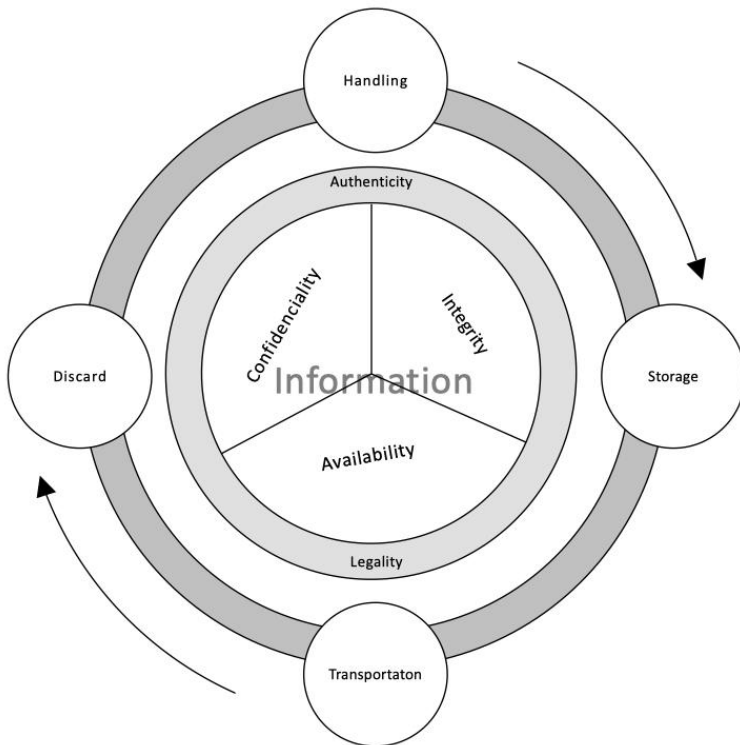 Handling
Authenticity
Confidenciality
Integrity
Information
Discard
Storage
Availability
Legality
Transportaton